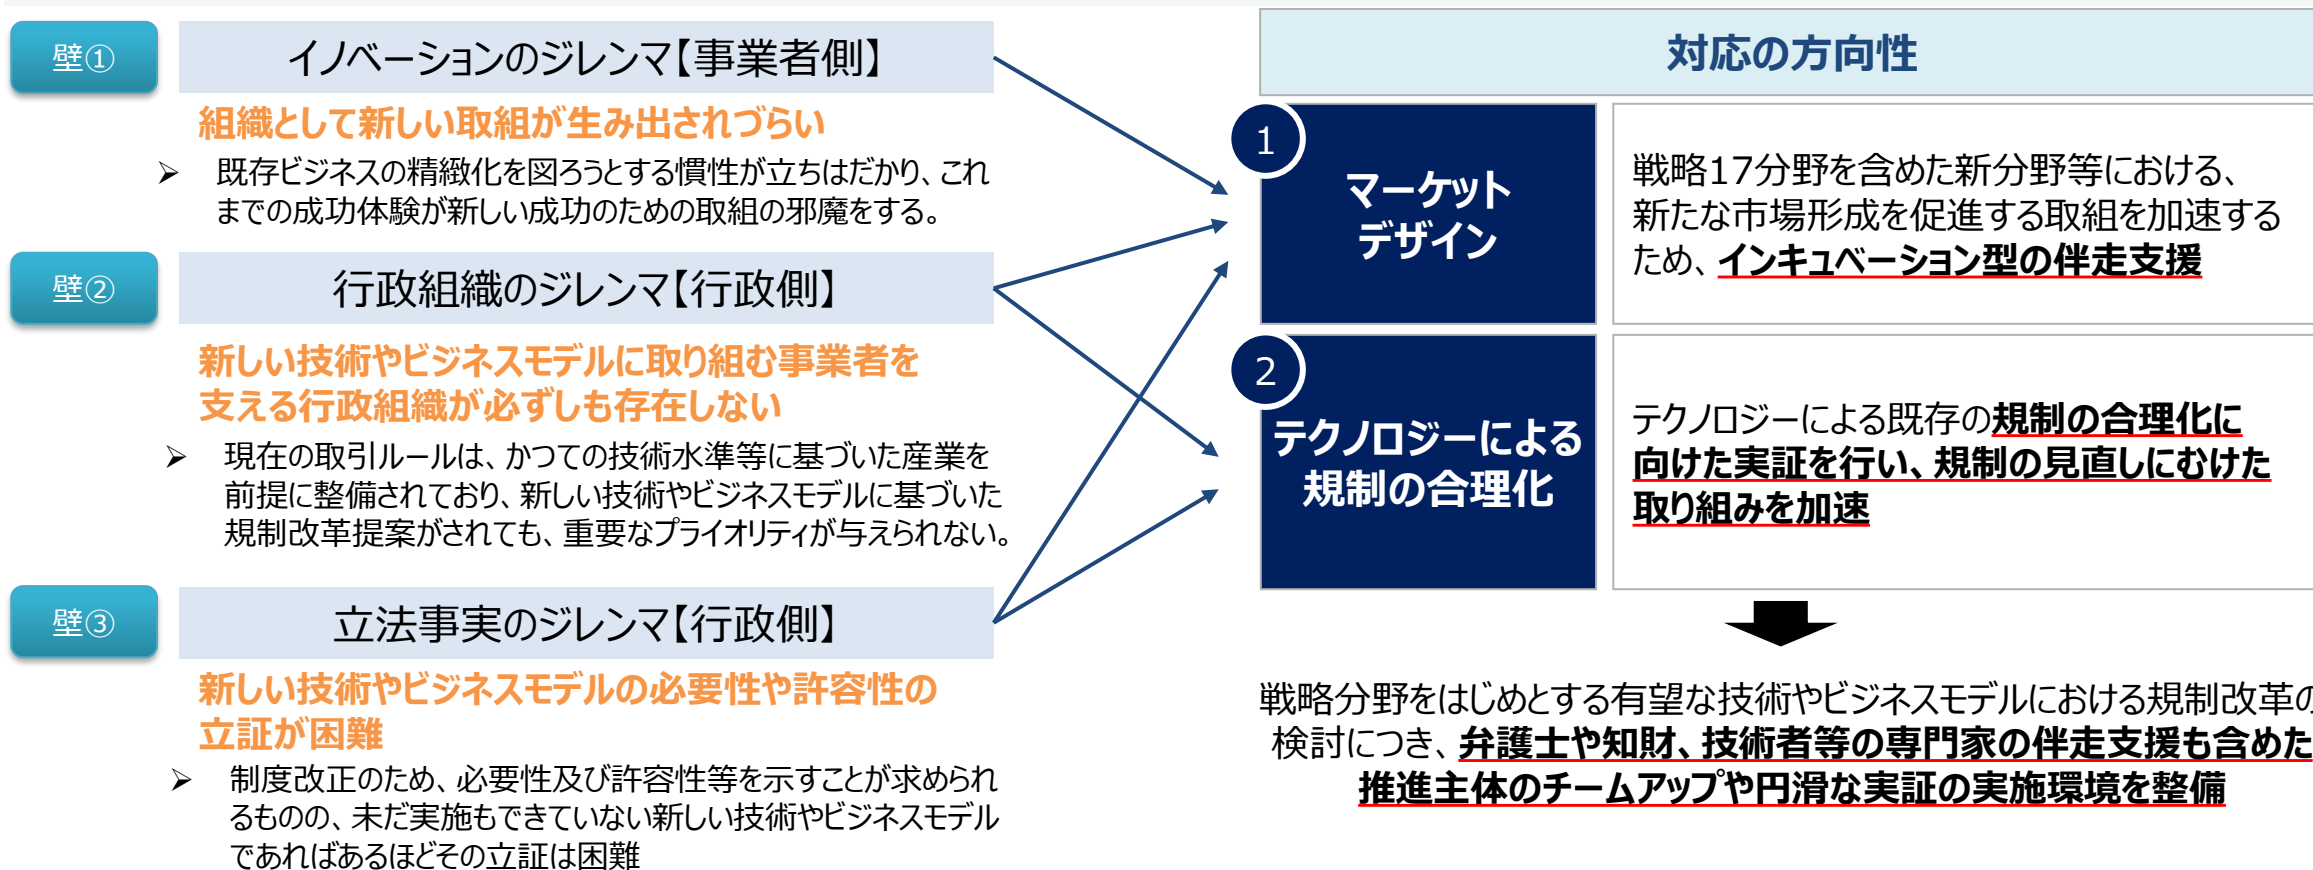 壁①
イノベーションのジレンマ【事業者側】
組織として新しい取組が生み出されづらい
➢ 既存ビジネスの精緻化を図ろうとする慣性が立ちはだかり、これ
までの成功体験が新しい成功のための取組の邪魔をする。
壁②
行政組織のジレンマ【行政側】
新しい技術やビジネスモデルに取り組む事業者を
支える行政組織が必ずしも存在しない
➢ 現在の取引ルールは、かつての技術水準等に基づいた産業を
前提に整備されており、新しい技術やビジネスモデルに基づいた
規制改革提案がされても、重要なプライオリティが与えられない。
壁③
立法事実のジレンマ【行政側】
新しい技術やビジネスモデルの必要性や許容性の
立証が困難
➢ 制度改正のため、必要性及び許容性等を示すことが求められ
るものの、未だ実施もできていない新しい技術やビジネスモデル
であればあるほどその立証は困難
対応の方向性
1
マーケット
デザイン
戦略17分野を含めた新分野等における、
新たな市場形成を促進する取組を加速する
ため、インキュベーション型の伴走支援
2
テクノロジーによる
規制の合理化
テクノロジーによる既存の規制の合理化に
向けた実証を行い、規制の見直しにむけた
取り組みを加速
戦略分野をはじめとする有望な技術やビジネスモデルにおける規制改革の
検討につき、弁護士や知財、技術者等の専門家の伴走支援も含めた
推進主体のチームアップや円滑な実証の実施環境を整備